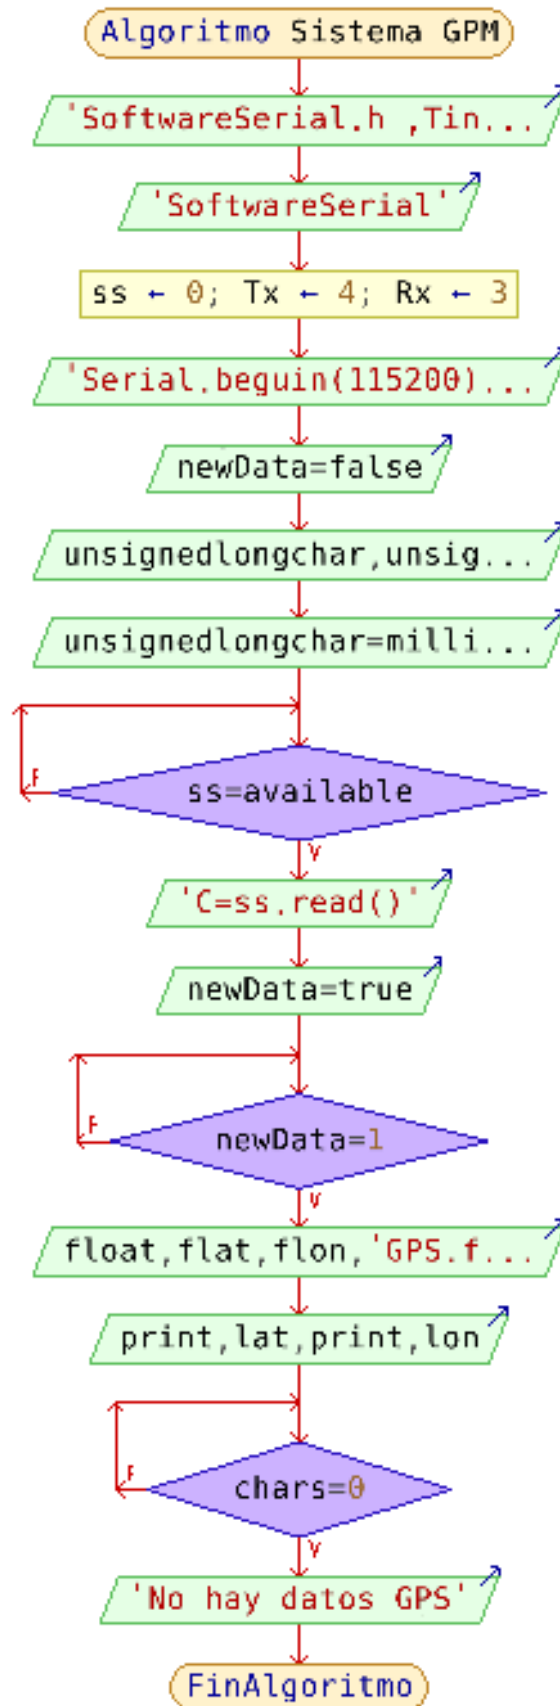 Algoritmo Sistema GPM
'SoftwareSerial.h ,Tin...
'SoftwareSerial'
ss ← 0; Tx ← 4; Rx ← 3
'Serial.beguin(115200)...
newData=false
unsignedlongchar,unsig...
unsignedlongchar=milli...
ss=available
F
V
'C=ss.read()'
newData=true
newData=1
F
V
float,flat,flon,'GPS.f...
print,lat,print,lon
chars=0
F
V
'No hay datos GPS'
FinAlgoritmo